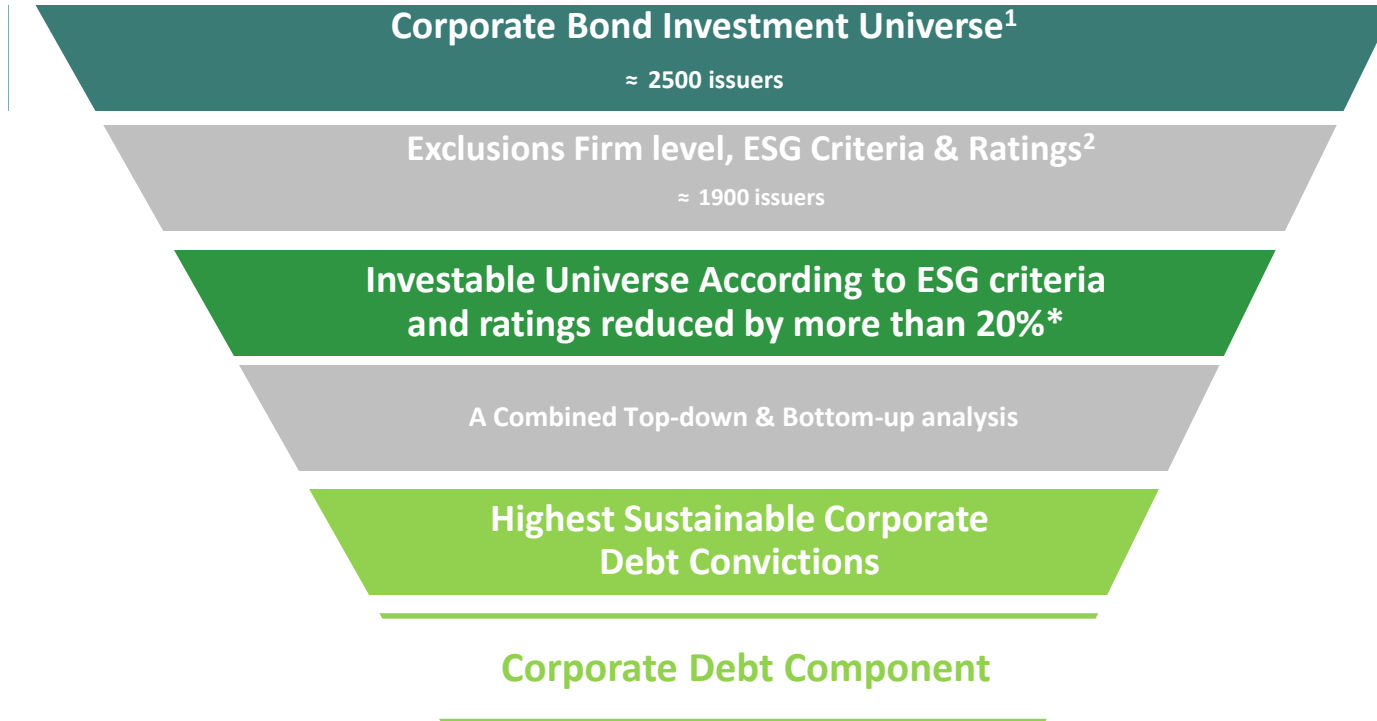 Corporate Bond Investment Universe¹
≈ 2500 issuers
Exclusions Firm level, ESG Criteria & Ratings²
≈ 1900 issuers
Investable Universe According to ESG criteria
and ratings reduced by more than 20%*
A Combined Top-down & Bottom-up analysis
Highest Sustainable Corporate
Debt Convictions
Corporate Debt Component